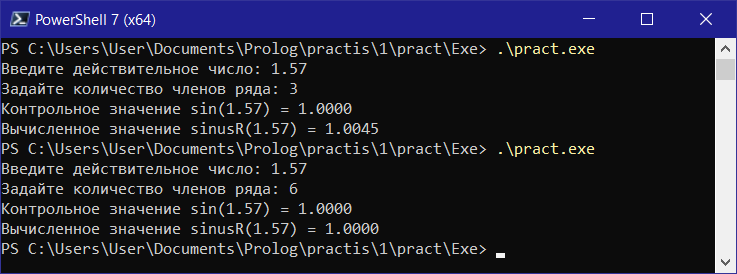 PowerShell 7 (x64)
PS C:\Users\User\Documents\Prolog\practis\1\pract\Exe> .\pract.exe
Введите действительное число: 1.57
Задайте количество членов ряда: 3
Контрольное значение sin(1.57) = 1.0000
Вычисленное значение sinusR(1.57) = 1.0045
PS C:\Users\User\Documents\Prolog\practis\1\pract\Exe> .\pract.exe
Введите действительное число: 1.57
Задайте количество членов ряда: 6
Контрольное значение sin(1.57) = 1.0000
Вычисленное значение sinusR(1.57) = 1.0000
PS C:\Users\User\Documents\Prolog\practis\1\pract\Exe>